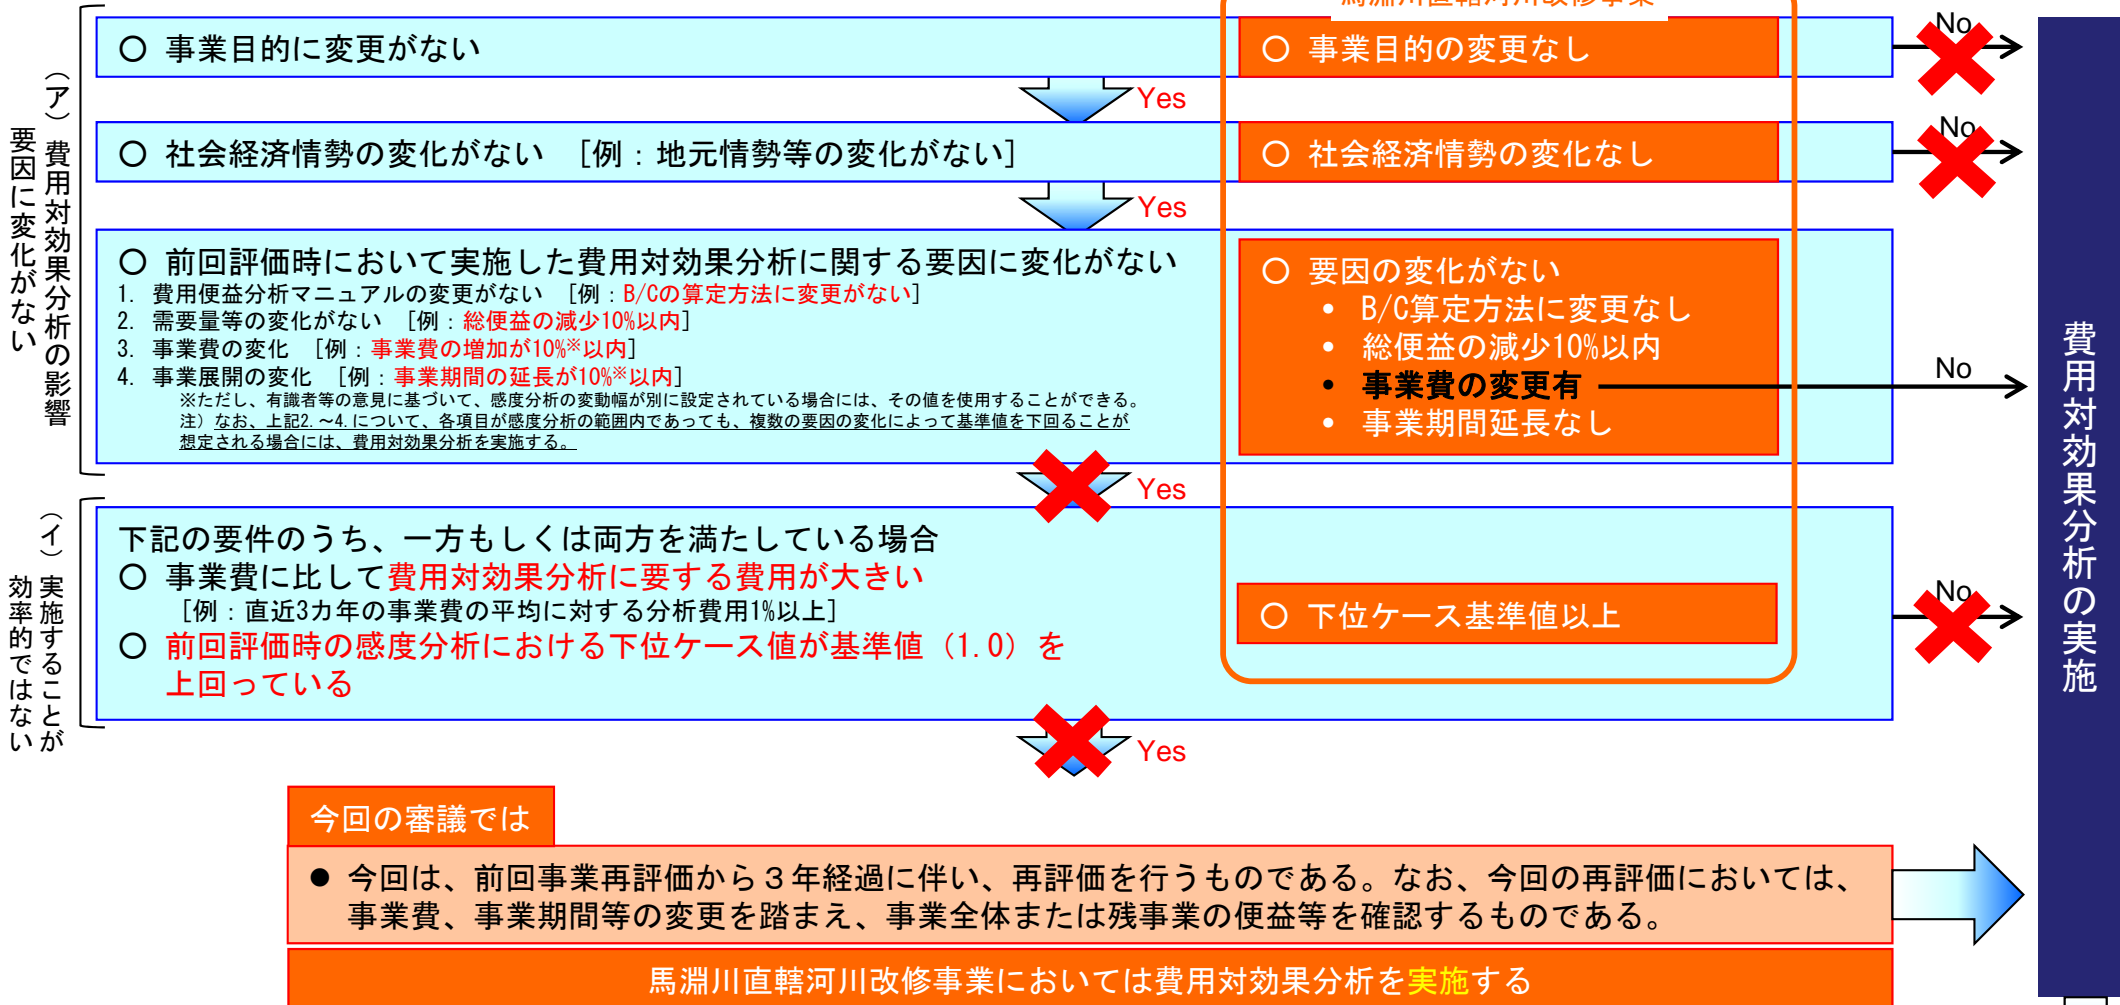 馬淵川直轄河川改修事業
○ 事業目的に変更がない
○ 事業目的の変更なし
No
Yes
（ア）費用対効果分析の影響
要因に変化がない
○ 社会経済情勢の変化がない ［例：地元情勢等の変化がない］
○ 社会経済情勢の変化なし
No
Yes
○ 前回評価時において実施した費用対効果分析に関する要因に変化がない
1. 費用便益分析マニュアルの変更がない ［例：B/Cの算定方法に変更がない］
2. 需要量等の変化がない ［例：総便益の減少10%以内］
3. 事業費の変化 ［例：事業費の増加が10%※以内］
4. 事業展開の変化 ［例：事業期間の延長が10%※以内］
※ただし、有識者等の意見に基づいて、感度分析の変動幅が別に設定されている場合には、その値を使用することができる。
注）なお、上記2.～4.について、各項目が感度分析の範囲内であっても、複数の要因の変化によって基準値を下回ることが
想定される場合には、費用対効果分析を実施する。
○ 要因の変化がない
• B/C算定方法に変更なし
• 総便益の減少10%以内
• 事業費の変更有
• 事業期間延長なし
No
Yes
（イ）実施することが
効率的ではない
下記の要件のうち、一方もしくは両方を満たしている場合
○ 事業費に比して費用対効果分析に要する費用が大きい
［例：直近3カ年の事業費の平均に対する分析費用1%以上］
○ 前回評価時の感度分析における下位ケース値が基準値（1.0）を
上回っている
○ 下位ケース基準値以上
No
Yes
費用対効果分析の実施
今回の審議では
● 今回は、前回事業再評価から３年経過に伴い、再評価を行うものである。なお、今回の再評価においては、
事業費、事業期間等の変更を踏まえ、事業全体または残事業の便益等を確認するものである。
馬淵川直轄河川改修事業においては費用対効果分析を実施する